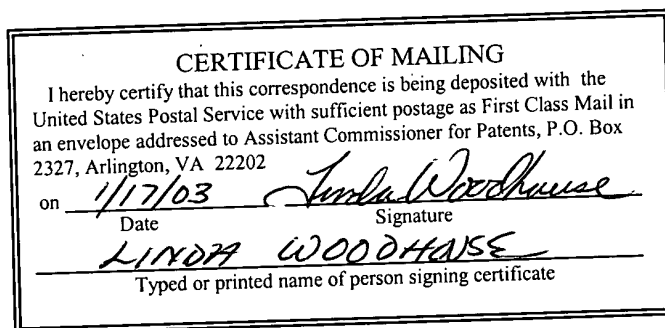 CERTIFICATE OF MAILING
I hereby certify that this correspondence is being deposited with the
United States Postal Service with sufficient postage as First Class Mail in
an envelope addressed to Assistant Commissioner for Patents, P.O. Box
2327, Arlington, VA 22202
on 1/17/03 Linda Woodhouse
Date Signature
LINDA WOODHOUSE
Typed or printed name of person signing certificate